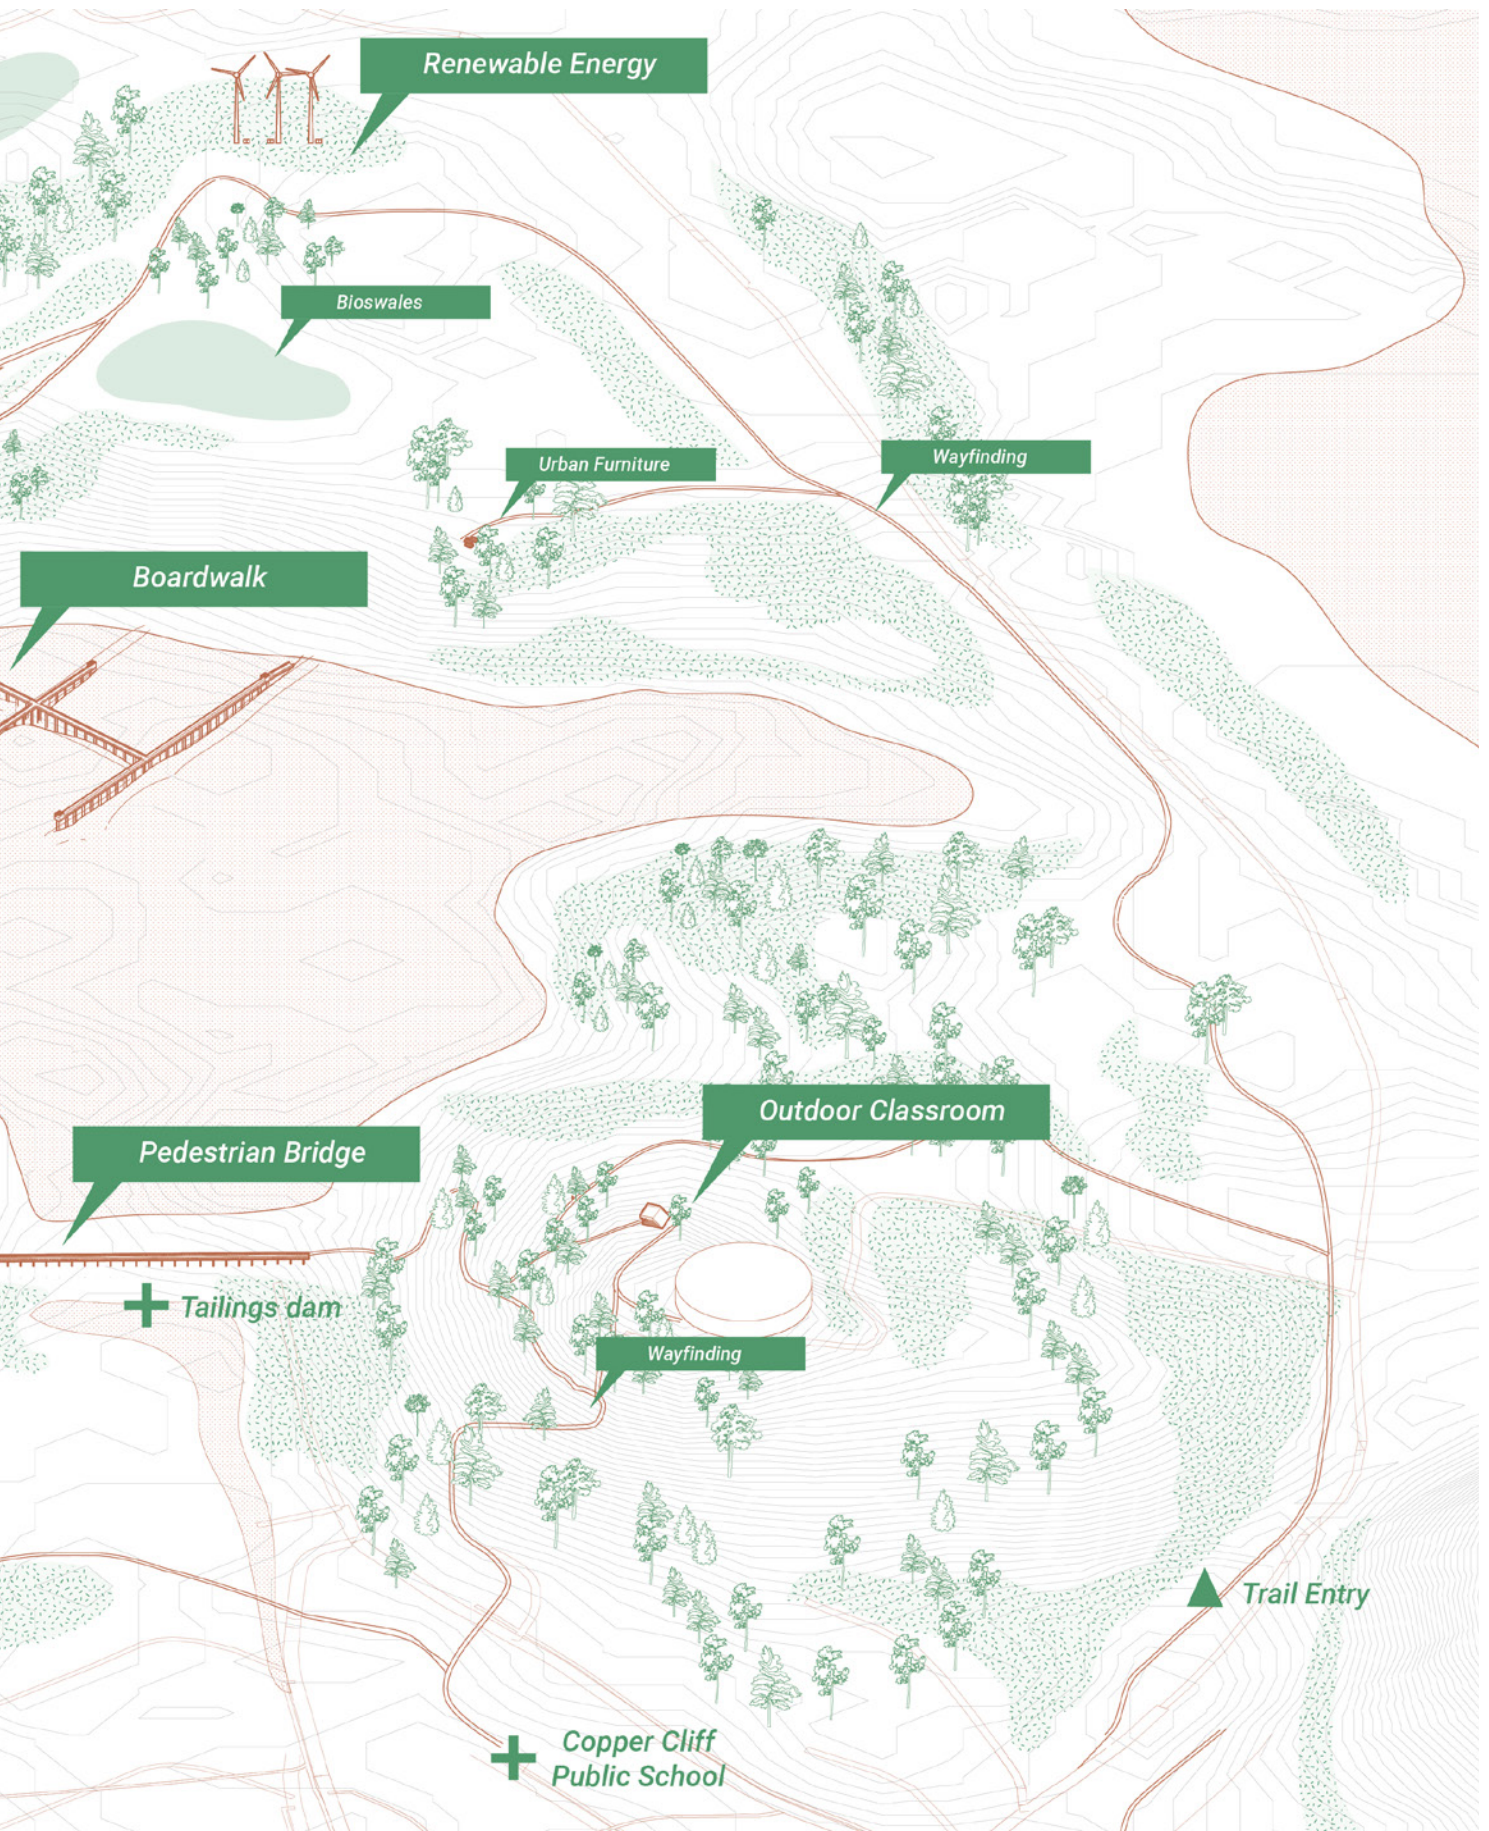 Renewable Energy
Bioswales
Urban Furniture
Wayfinding
Boardwalk
Outdoor Classroom
Pedestrian Bridge
Tailings dam
Wayfinding
Trail Entry
Copper Cliff
Public School